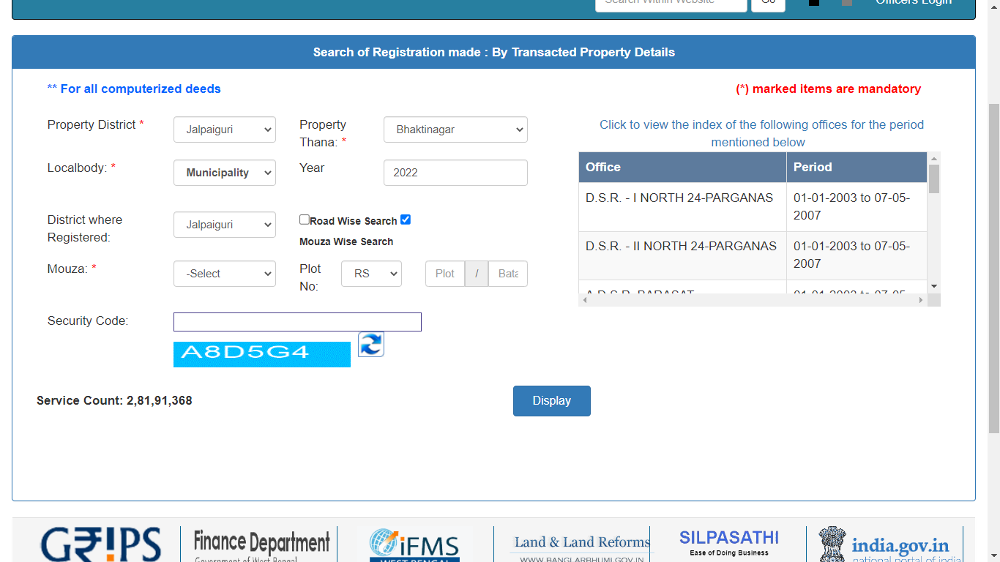 Search Within Website Go Officers Login
Search of Registration made : By Transacted Property Details
** For all computerized deeds
(*) marked items are mandatory
Property District * Jalpaiguri
Property Thana: * Bhaktinagar
Localbody: * Municipality
Year 2022
District where Registered: Jalpaiguri
Road Wise Search
Mouza Wise Search
Mouza: * -Select
Plot No: RS Plot / Bata
Security Code:
A8D5G4
Service Count: 2,81,91,368
Display
Click to view the index of the following offices for the period
mentioned below
Office Period
D.S.R. - I NORTH 24-PARGANAS 01-01-2003 to 07-05-2007
D.S.R. - II NORTH 24-PARGANAS 01-01-2003 to 07-05-2007
A.D.S.R. BARASAT 01-01-2003 to 07-05-
GRIPS
Finance Department
Government of West Bengal
iFMS
WEST BENGAL
Land & Land Reforms
WWW.BANGLARBHUMI.GOV.IN
SILPASATHI
Ease of Doing Business
india.gov.in
national portal of india